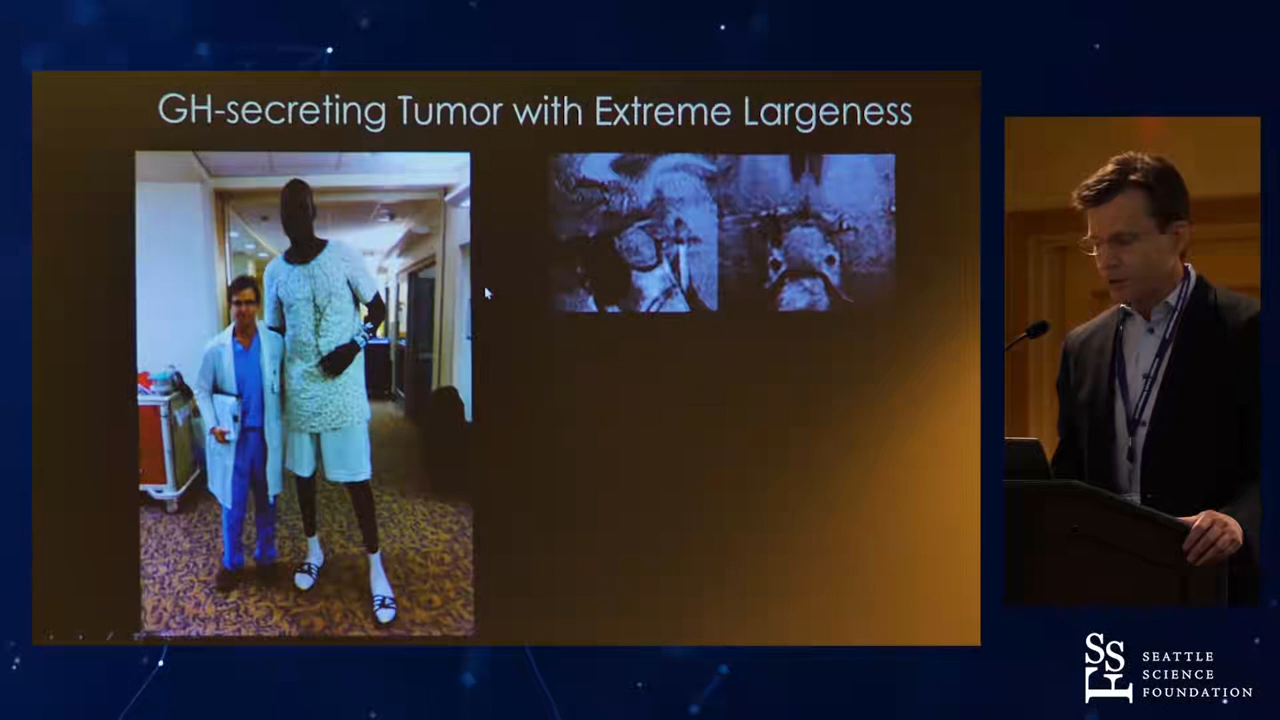 GH-secreting Tumor with Extreme Largeness
SSF
SEATTLE
SCIENCE
FOUNDATION